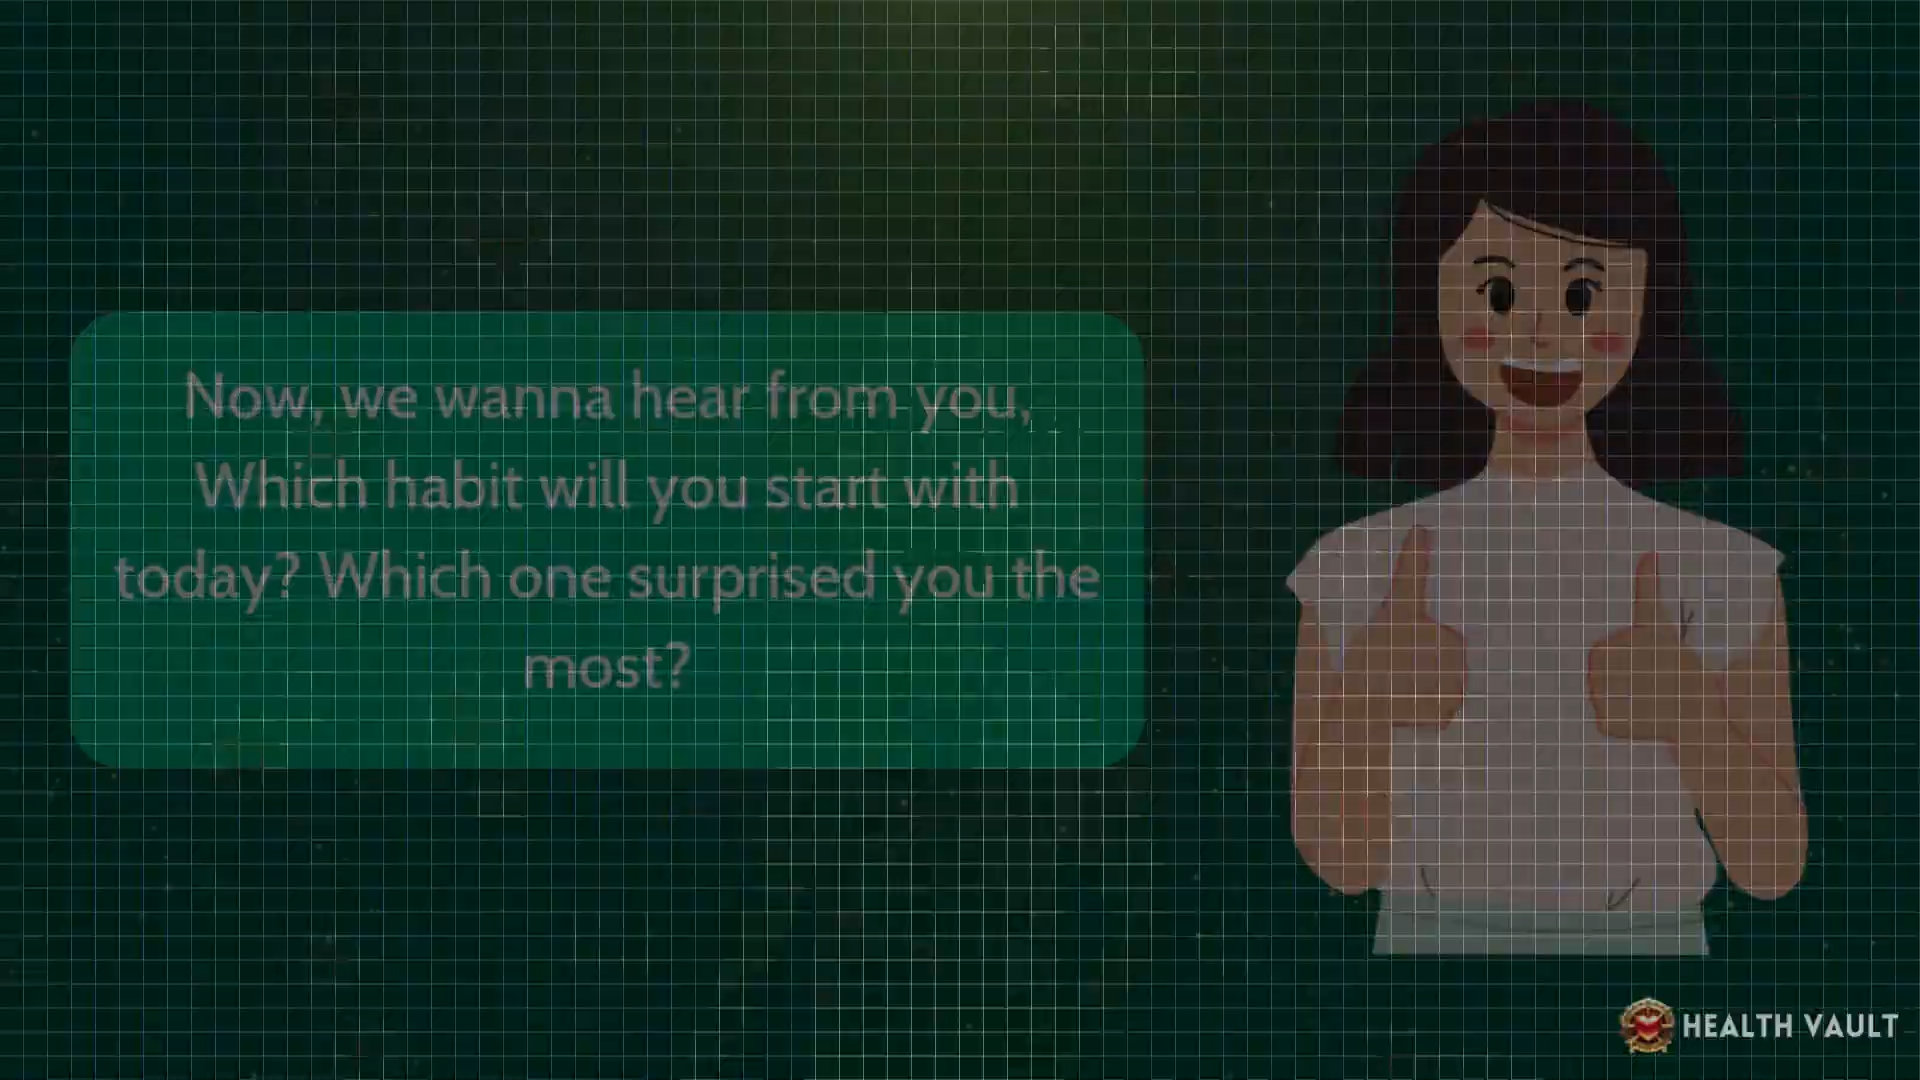 Now, we wanna hear from you,
Which habit will you start with
today? Which one surprised you the
most?
HEALTH VAULT